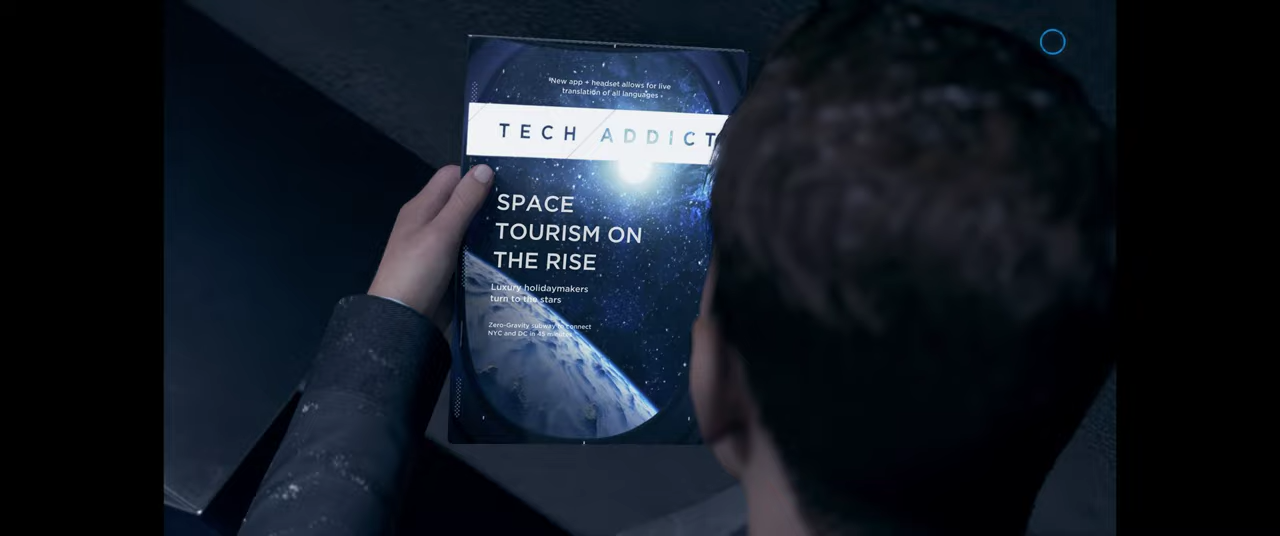 New app + headset allows for live
translation of all languages
TECH ADDICT
SPACE
TOURISM ON
THE RISE
Luxury holidaymakers
turn to the stars
Zero-Gravity subway to connect
NYC and DC in 45 minutes